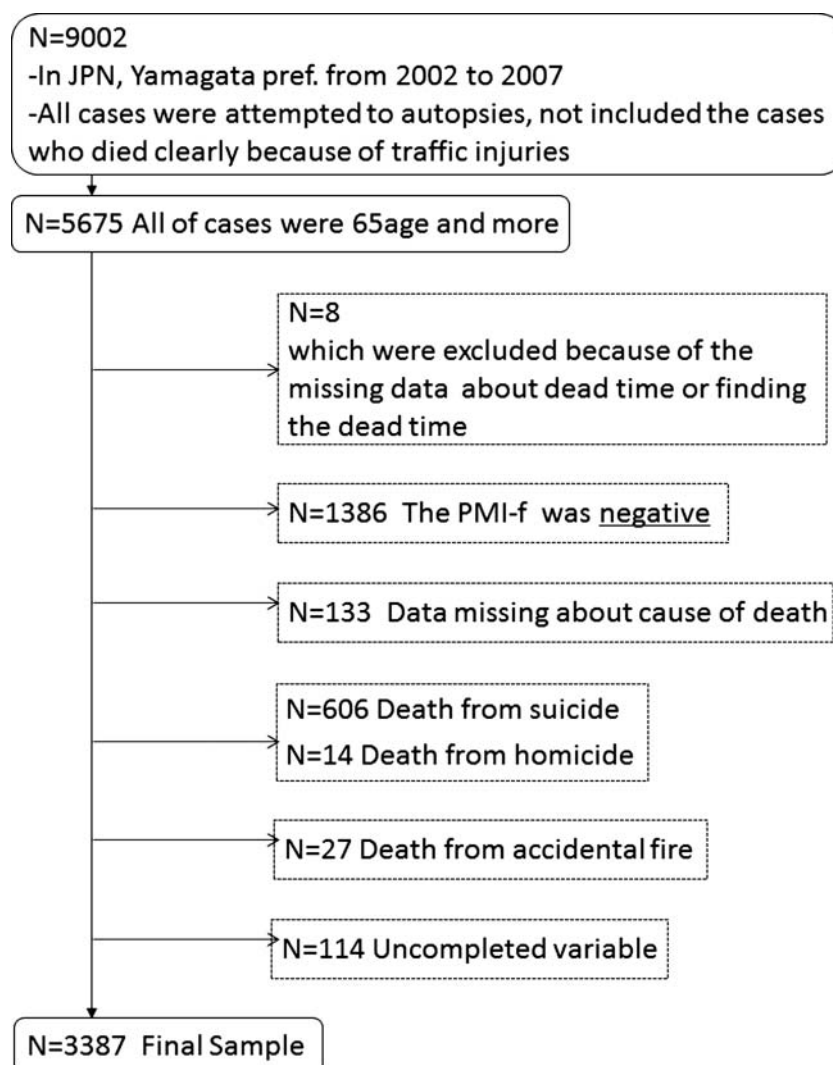 N=9002
-In JPN, Yamagata pref. from 2002 to 2007
-All cases were attempted to autopsies, not included the cases
who died clearly because of traffic injuries
N=5675 All of cases were 65age and more
N=8
which were excluded because of the
missing data about dead time or finding
the dead time
N=1386 The PMI-f was negative
N=133 Data missing about cause of death
N=606 Death from suicide
N=14 Death from homicide
N=27 Death from accidental fire
N=114 Uncompleted variable
N=3387 Final Sample